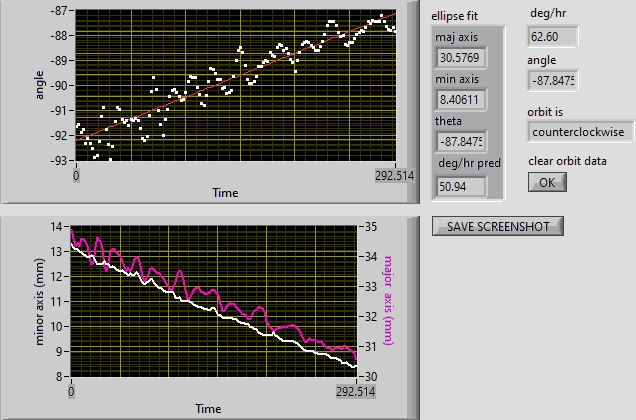 -87
-88
-89
-90
-91
-92
-93
angle
0
292.514
Time
ellipse fit
maj axis
30.5769
min axis
8.40611
theta
-87.847
deg/hr pred
50.94
deg/hr
62.60
angle
-87.847
orbit is
counterclockwise
clear orbit data
OK
SAVE SCREENSHOT
14
13
12
11
10
9
8
minor axis (mm)
35
34
33
32
31
30
major axis (mm)
0
292.514
Time